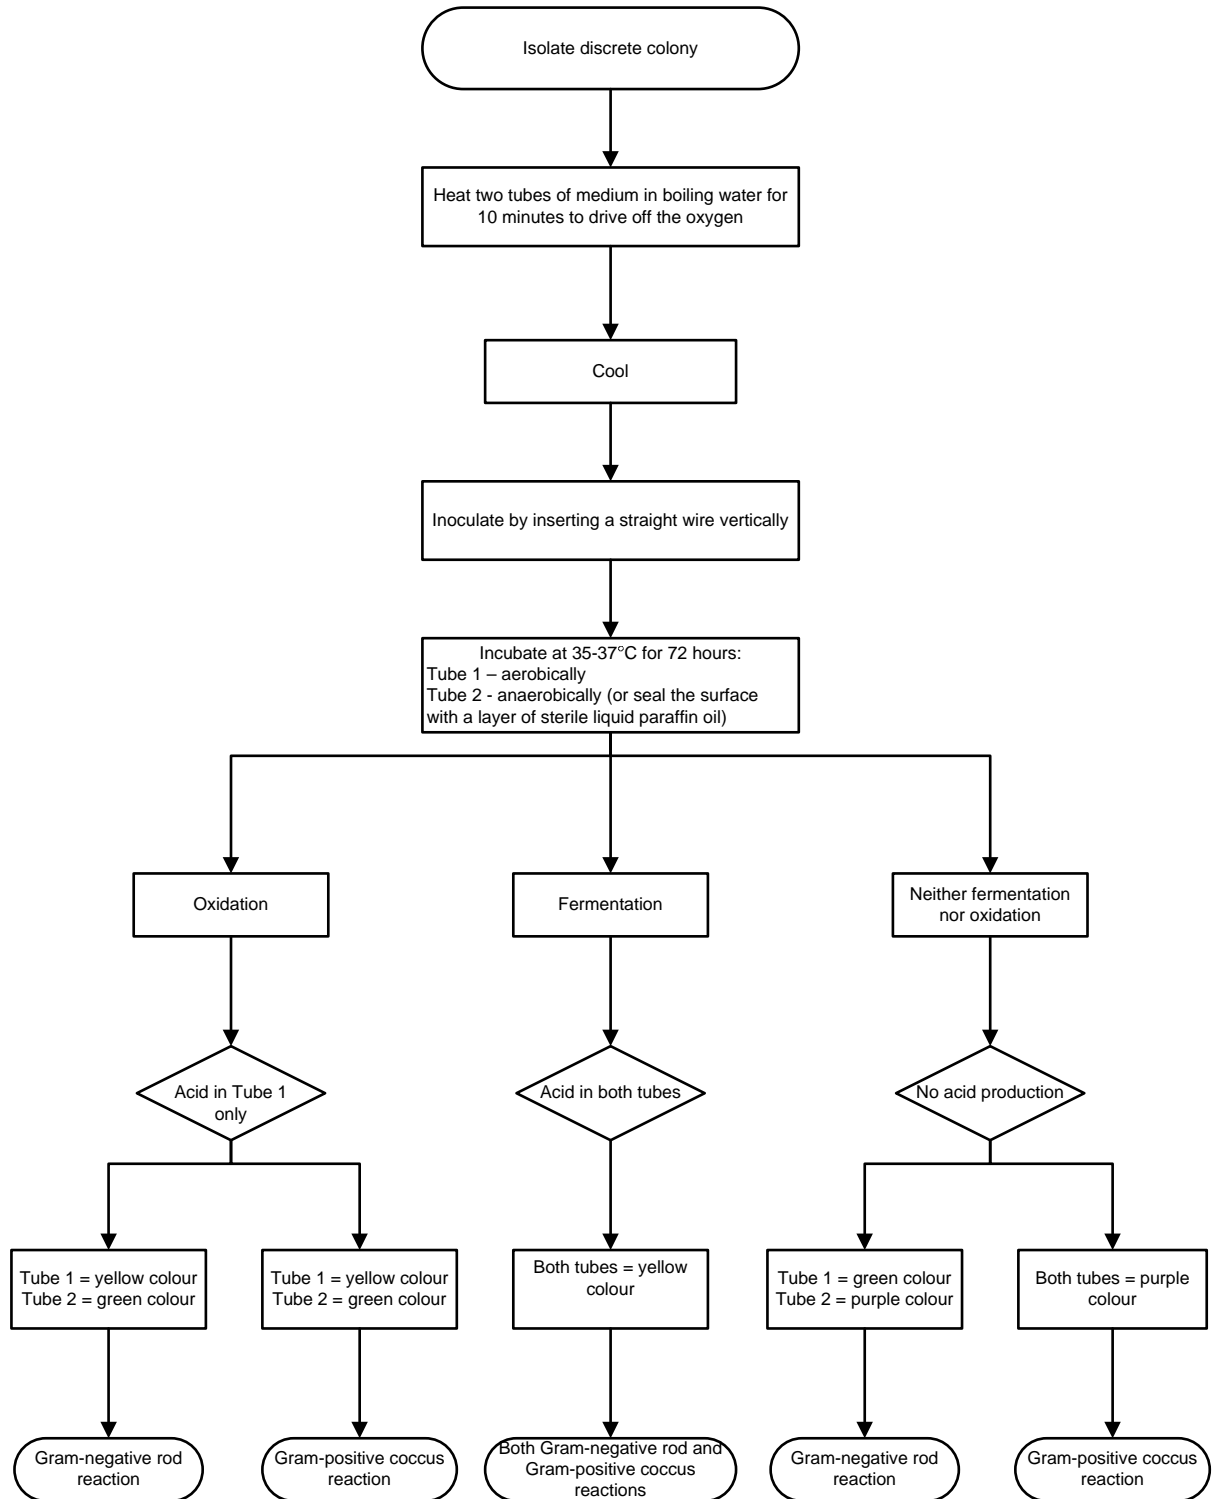 Isolate discrete colony
Heat two tubes of medium in boiling water for
10 minutes to drive off the oxygen
Cool
Inoculate by inserting a straight wire vertically
Incubate at 35-37°C for 72 hours:
Tube 1 – aerobically
Tube 2 - anaerobically (or seal the surface
with a layer of sterile liquid paraffin oil)
Oxidation
Fermentation
Neither fermentation
nor oxidation
Acid in Tube 1
only
Acid in both tubes
No acid production
Tube 1 = yellow colour
Tube 2 = green colour
Tube 1 = yellow colour
Tube 2 = green colour
Both tubes = yellow
colour
Tube 1 = green colour
Tube 2 = purple colour
Both tubes = purple
colour
Gram-negative rod
reaction
Gram-positive coccus
reaction
Both Gram-negative rod and
Gram-positive coccus
reactions
Gram-negative rod
reaction
Gram-positive coccus
reaction